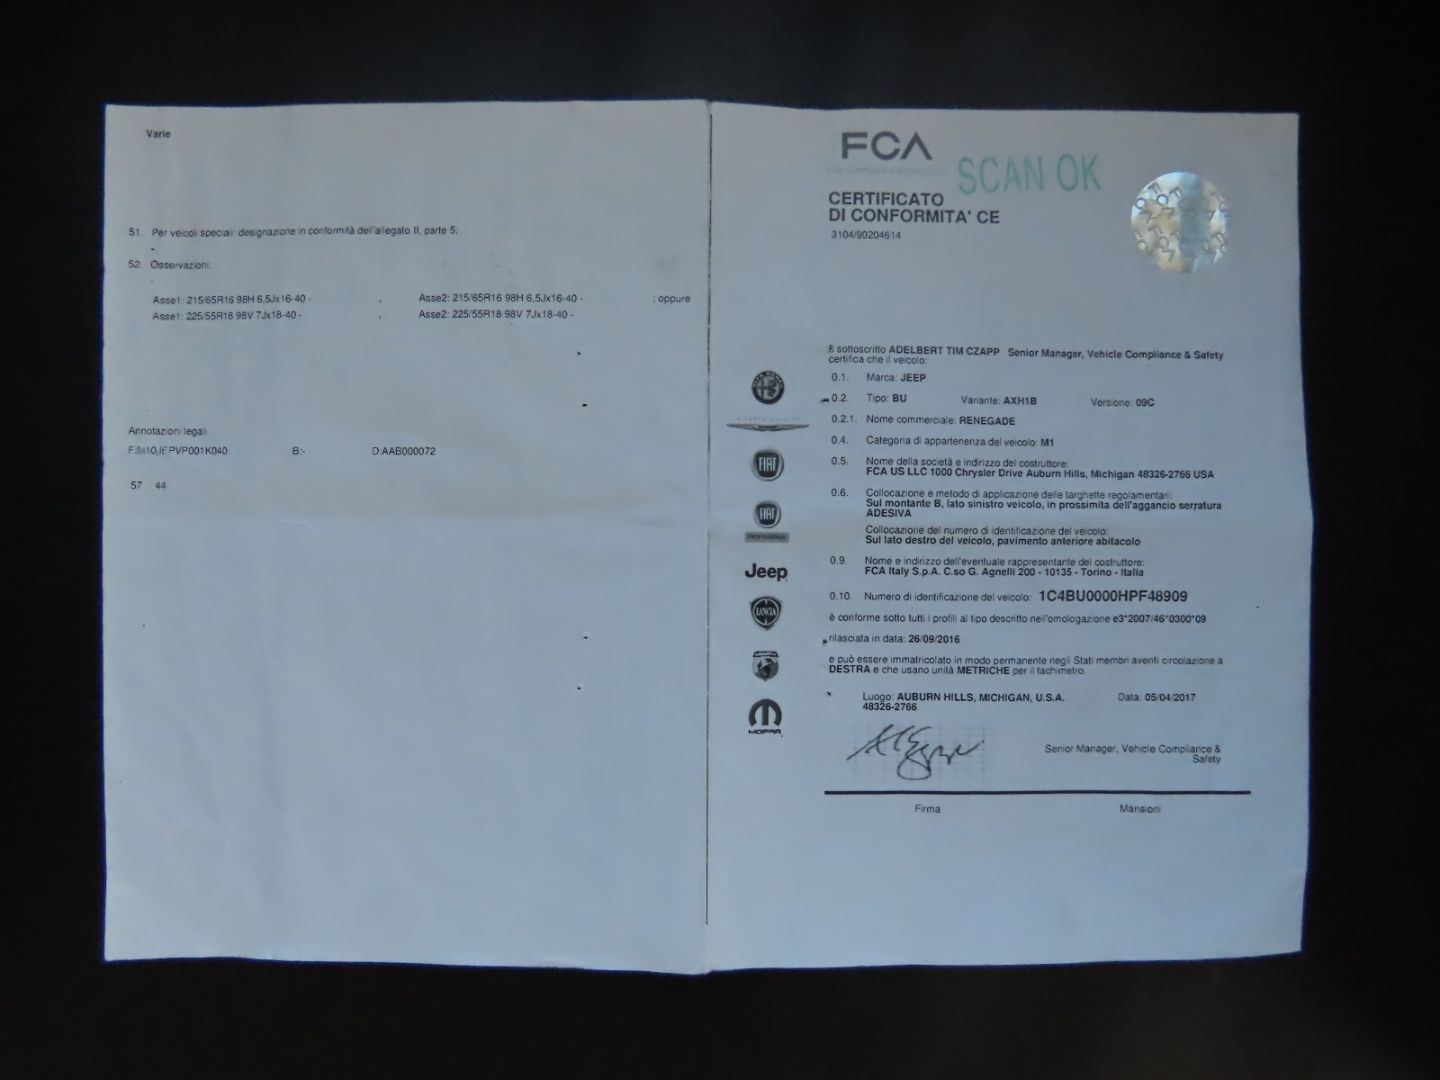 Varie
51. Per veicoli speciali: designazione in conformità dell'allegato II, parte 5:
-
52. Osservazioni:
Asse1: 215/65R16 98H 6,5Jx16-40 - , Asse2: 215/65R16 98H 6,5Jx16-40 - ; oppure
Asse1: 225/55R18 98V 7Jx18-40 - , Asse2: 225/55R18 98V 7Jx18-40 -
Annotazioni legali
B:- D:AAB000072
57 44
FCA
SCAN OK
CERTIFICATO
DI CONFORMITA' CE
3104/90204614
sottoscritto ADELBERT TIM CZAPP Senior Manager, Vehicle Compliance & Safety
certifica che il veicolo:
0.1. Marca: JEEP
0.2. Tipo: BU Variante: AXH1B Versione: 09C
0.2.1. Nome commerciale: RENEGADE
0.4. Categoria di appartenenza del veicolo: M1
0.5. Nome della società e indirizzo del costruttore:
FCA US LLC 1000 Chrysler Drive Auburn Hills, Michigan 48326-2766 USA
0.6. Collocazione e metodo di applicazione delle targhette regolamentari:
Sul montante B, lato sinistro veicolo, in prossimita dell'aggancio serratura
ADESIVA
Collocazione del numero di identificazione del veicolo:
Sul lato destro del veicolo, pavimento anteriore abitacolo
0.9. Nome e indirizzo dell'eventuale rappresentante del costruttore:
FCA Italy S.p.A. C.so G. Agnelli 200 - 10135 - Torino - Italia
0.10. Numero di identificazione del veicolo: 1C4BU0000HPF48909
è conforme sotto tutti i profili al tipo descritto nell'omologazione e3*2007/46*0300*09
rilasciata in data: 26/09/2016
e può essere immatricolato in modo permanente negli Stati membri aventi circolazione a
DESTRA e che usano unità METRICHE per il tachimetro.
Luogo: AUBURN HILLS, MICHIGAN, U.S.A. Data: 05/04/2017
48326-2766
Senior Manager, Vehicle Compliance &
Safety
Firma Mansioni
FIAT
FIAT
PROFESSIONAL
Jeep
LANCIA
MOPAR